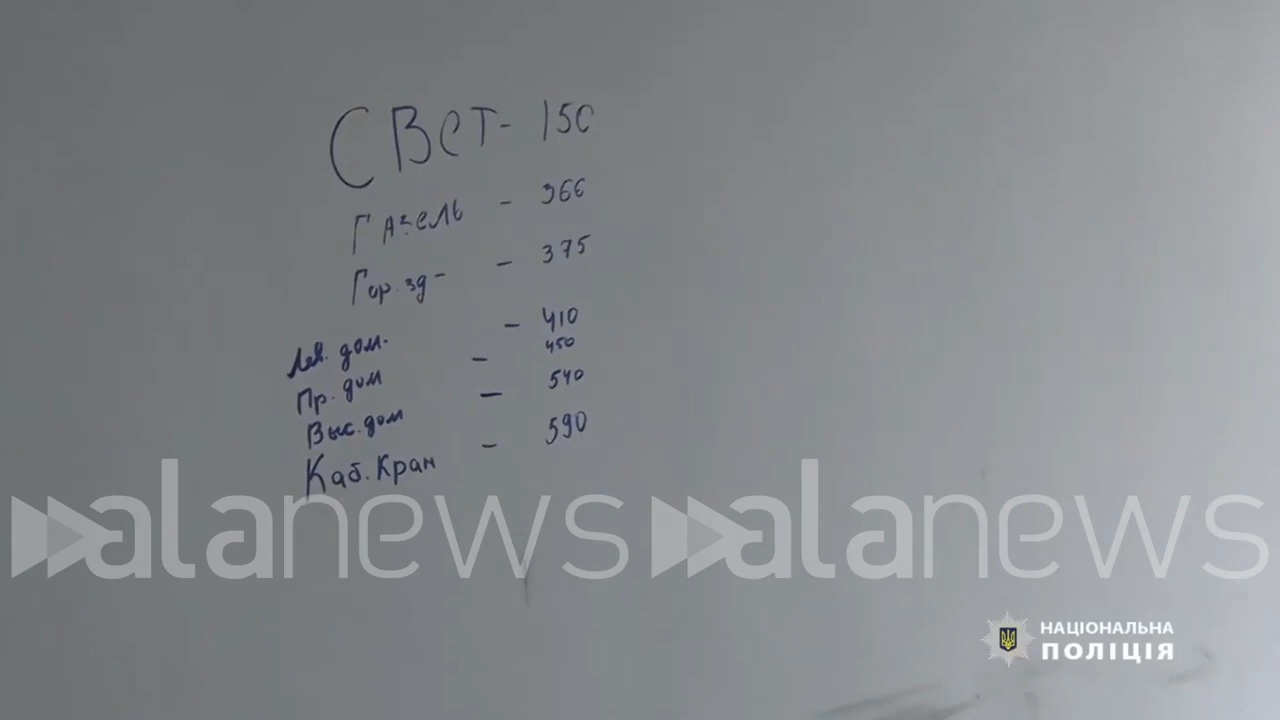 СВЕТ- 150
Газель - 366
Гор.зд- - 375
Лев. дом. - 410
Пр. дом - 450
Выс.дом - 540
Каб.Кран - 590
alanews alanews
НАЦІОНАЛЬНА
ПОЛІЦІЯ